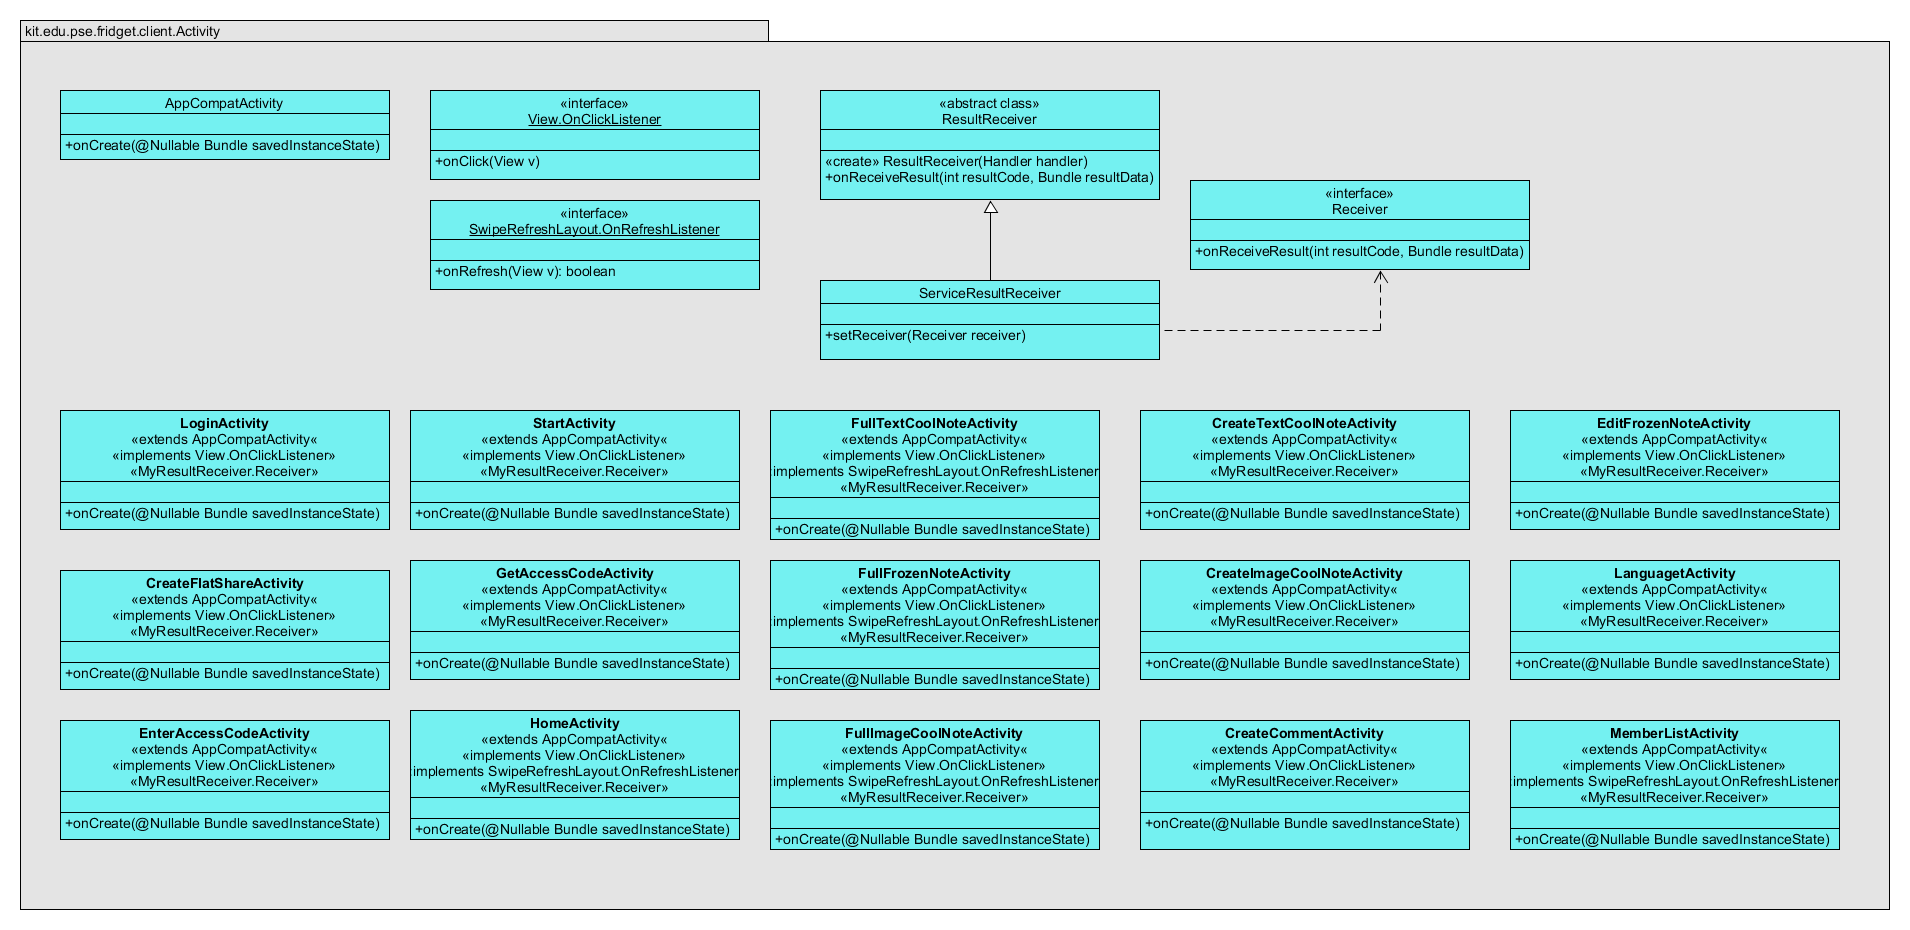 kit.edu.pse.fridget.client.Activity
AppCompatActivity
+onCreate(@Nullable Bundle savedInstanceState)
«interface»
View.OnClickListener
+onClick(View v)
«interface»
SwipeRefreshLayout.OnRefreshListener
+onRefresh(View v): boolean
«abstract class»
ResultReceiver
«create» ResultReceiver(Handler handler)
+onReceiveResult(int resultCode, Bundle resultData)
«interface»
Receiver
+onReceiveResult(int resultCode, Bundle resultData)
ServiceResultReceiver
+setReceiver(Receiver receiver)
LoginActivity
«extends AppCompatActivity«
«implements View.OnClickListener»
«MyResultReceiver.Receiver»
+onCreate(@Nullable Bundle savedInstanceState)
StartActivity
«extends AppCompatActivity«
«implements View.OnClickListener»
«MyResultReceiver.Receiver»
+onCreate(@Nullable Bundle savedInstanceState)
FullTextCoolNoteActivity
«extends AppCompatActivity«
«implements View.OnClickListener»
implements SwipeRefreshLayout.OnRefreshListener
«MyResultReceiver.Receiver»
+onCreate(@Nullable Bundle savedInstanceState)
CreateTextCoolNoteActivity
«extends AppCompatActivity«
«implements View.OnClickListener»
«MyResultReceiver.Receiver»
+onCreate(@Nullable Bundle savedInstanceState)
EditFrozenNoteActivity
«extends AppCompatActivity«
«implements View.OnClickListener»
«MyResultReceiver.Receiver»
+onCreate(@Nullable Bundle savedInstanceState)
CreateFlatShareActivity
«extends AppCompatActivity«
«implements View.OnClickListener»
«MyResultReceiver.Receiver»
+onCreate(@Nullable Bundle savedInstanceState)
GetAccessCodeActivity
«extends AppCompatActivity«
«implements View.OnClickListener»
«MyResultReceiver.Receiver»
+onCreate(@Nullable Bundle savedInstanceState)
FullFrozenNoteActivity
«extends AppCompatActivity«
«implements View.OnClickListener»
implements SwipeRefreshLayout.OnRefreshListener
«MyResultReceiver.Receiver»
+onCreate(@Nullable Bundle savedInstanceState)
CreateImageCoolNoteActivity
«extends AppCompatActivity«
«implements View.OnClickListener»
«MyResultReceiver.Receiver»
+onCreate(@Nullable Bundle savedInstanceState)
LanguagetActivity
«extends AppCompatActivity«
«implements View.OnClickListener»
«MyResultReceiver.Receiver»
+onCreate(@Nullable Bundle savedInstanceState)
EnterAccessCodeActivity
«extends AppCompatActivity«
«implements View.OnClickListener»
«MyResultReceiver.Receiver»
+onCreate(@Nullable Bundle savedInstanceState)
HomeActivity
«extends AppCompatActivity«
«implements View.OnClickListener»
implements SwipeRefreshLayout.OnRefreshListener
«MyResultReceiver.Receiver»
+onCreate(@Nullable Bundle savedInstanceState)
FullImageCoolNoteActivity
«extends AppCompatActivity«
«implements View.OnClickListener»
implements SwipeRefreshLayout.OnRefreshListener
«MyResultReceiver.Receiver»
+onCreate(@Nullable Bundle savedInstanceState)
CreateCommentActivity
«extends AppCompatActivity«
«implements View.OnClickListener»
«MyResultReceiver.Receiver»
+onCreate(@Nullable Bundle savedInstanceState)
MemberListActivity
«extends AppCompatActivity«
«implements View.OnClickListener»
implements SwipeRefreshLayout.OnRefreshListener
«MyResultReceiver.Receiver»
+onCreate(@Nullable Bundle savedInstanceState)